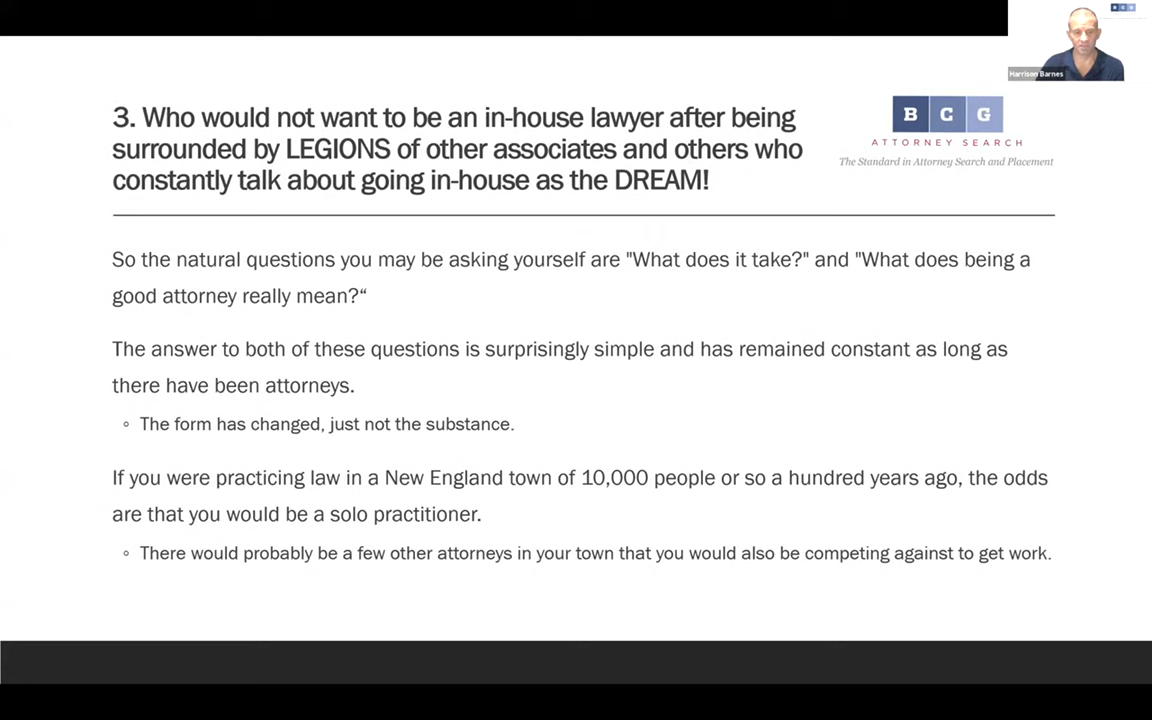 B C G
Harrison Barnes
3. Who would not want to be an in-house lawyer after being
surrounded by LEGIONS of other associates and others who
constantly talk about going in-house as the DREAM!
B C G
ATTORNEY SEARCH
The Standard in Attorney Search and Placement
So the natural questions you may be asking yourself are "What does it take?" and "What does being a
good attorney really mean?“
The answer to both of these questions is surprisingly simple and has remained constant as long as
there have been attorneys.
◦ The form has changed, just not the substance.
If you were practicing law in a New England town of 10,000 people or so a hundred years ago, the odds
are that you would be a solo practitioner.
◦ There would probably be a few other attorneys in your town that you would also be competing against to get work.